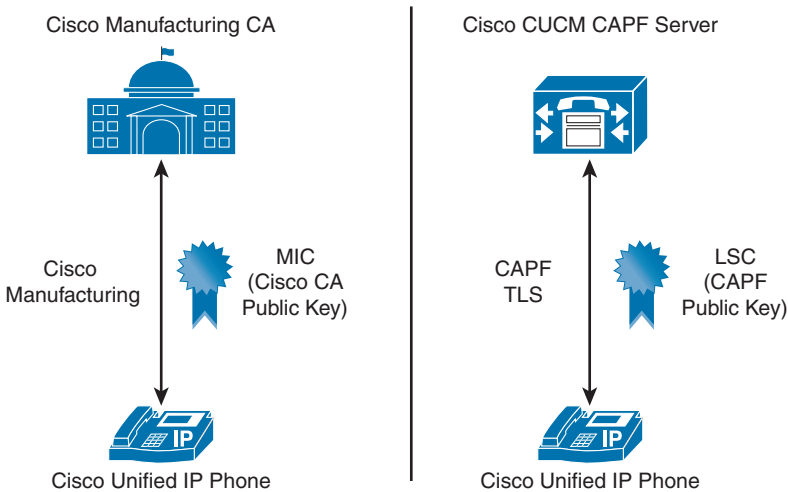 Cisco Manufacturing CA
Cisco
Manufacturing
MIC
(Cisco CA
Public Key)
IP
Cisco Unified IP Phone
Cisco CUCM CAPF Server
CAPF
TLS
LSC
(CAPF
Public Key)
IP
Cisco Unified IP Phone